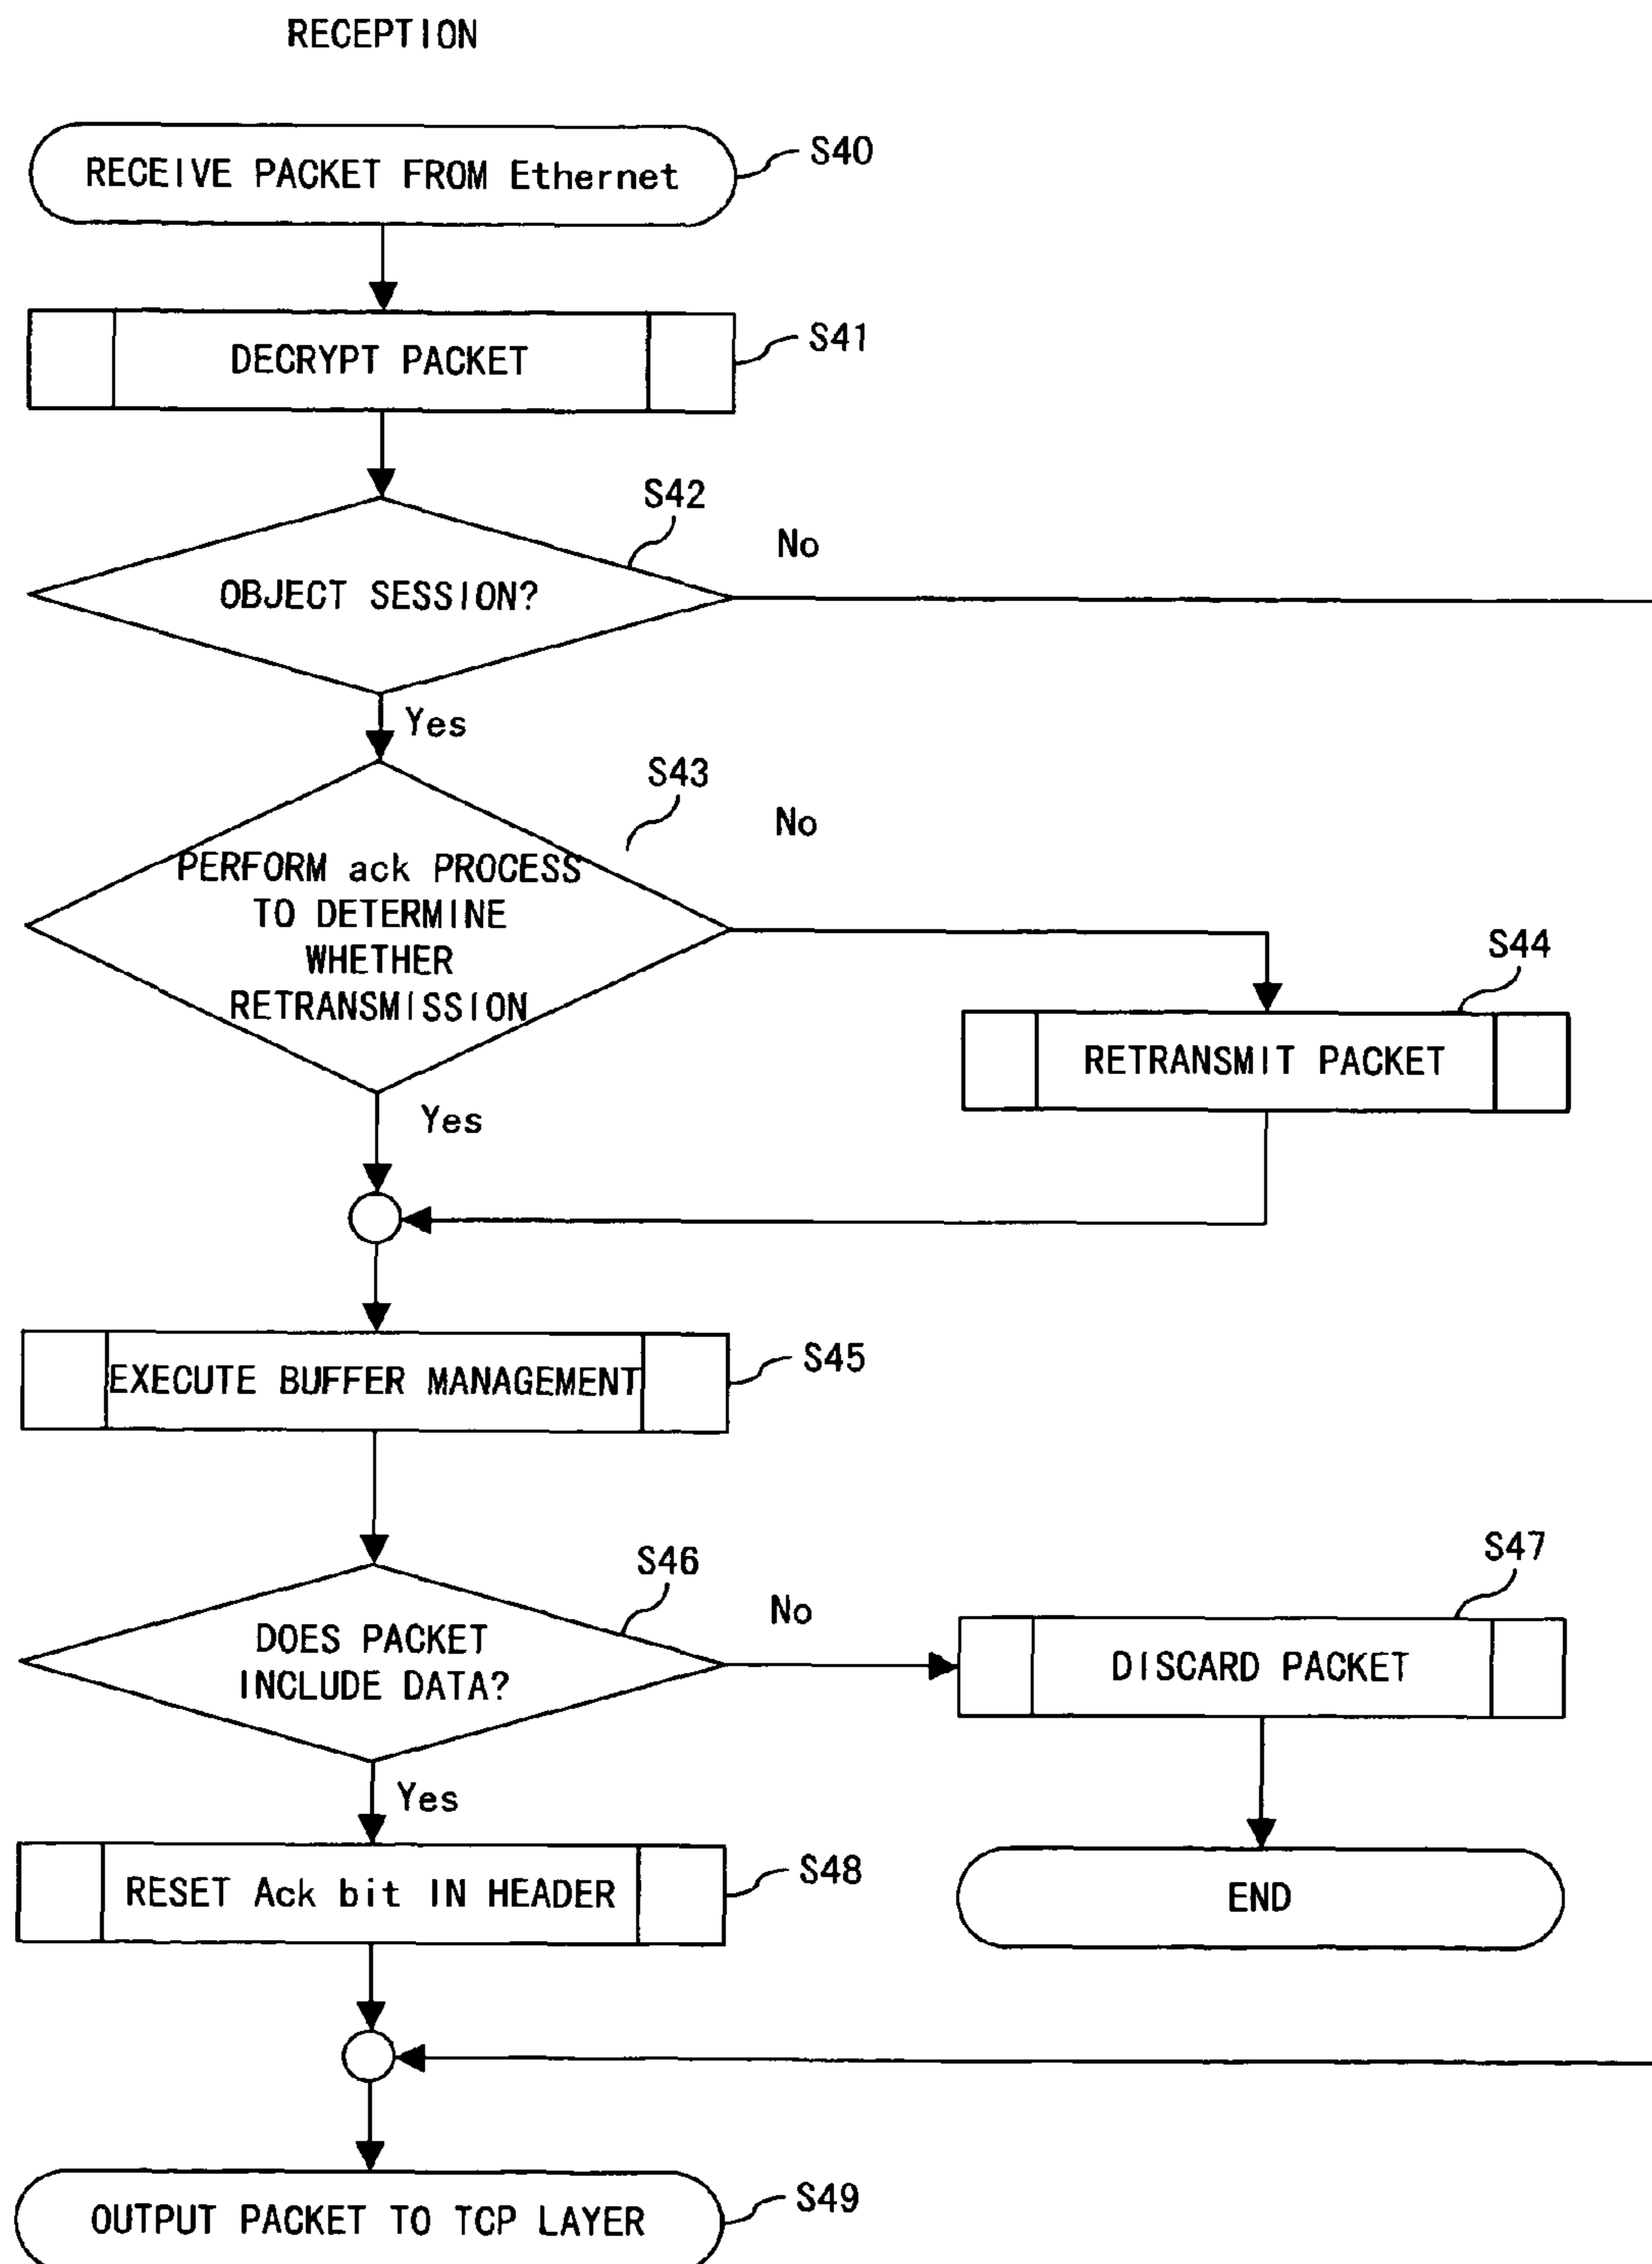 RECEPTION
RECEIVE PACKET FROM Ethernet
S40
DECRYPT PACKET
S41
S42
No
OBJECT SESSION?
Yes
S43
No
PERFORM ack PROCESS
TO DETERMINE
WHETHER
RETRANSMISSION
S44
RETRANSMIT PACKET
Yes
EXECUTE BUFFER MANAGEMENT
S45
S46
No
S47
DOES PACKET
INCLUDE DATA?
DISCARD PACKET
Yes
RESET Ack bit IN HEADER
S48
END
OUTPUT PACKET TO TCP LAYER
S49